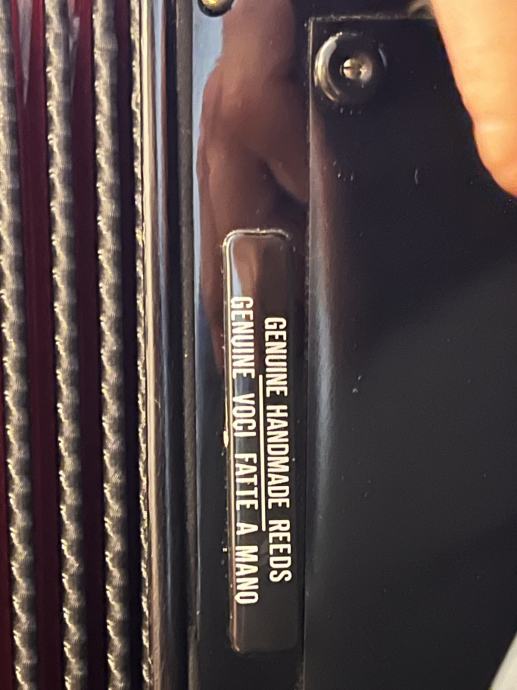 GENUINE HANDMADE REEDS
GENUINE VOCI FATTE A MANO